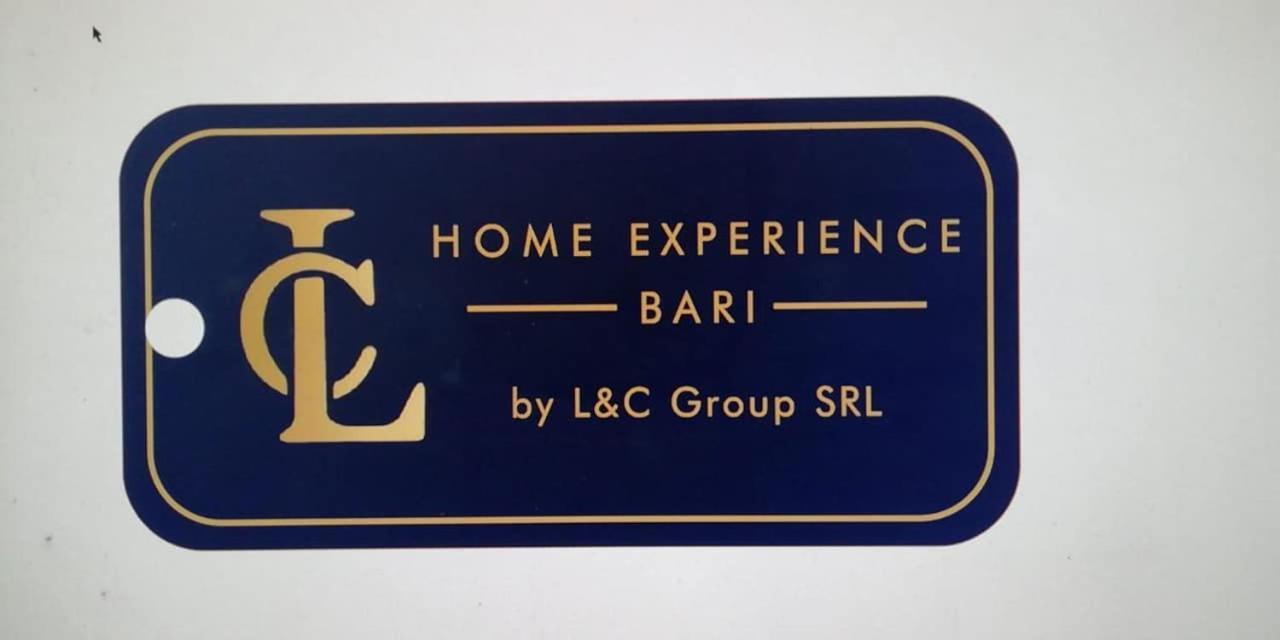 LC
HOME EXPERIENCE
BARI
by L&C Group SRL